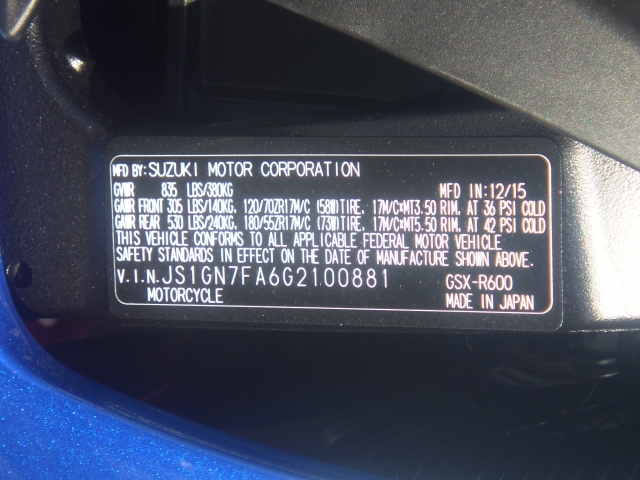 MFD BY: SUZUKI MOTOR CORPORATION
GVWR 835 LBS/380KG MFD IN: 12/15
GAWR FRONT 305 LBS/140KG. 120/70ZR17M/C (58W) TIRE. 17M/C×MT3.50 RIM. AT 36 PSI COLD
GAWR REAR 530 LBS/240KG. 180/55ZR17M/C (73W) TIRE. 17M/C×MT5.50 RIM. AT 42 PSI COLD
THIS VEHICLE CONFORMS TO ALL APPLICABLE FEDERAL MOTOR VEHICLE
SAFETY STANDARDS IN EFFECT ON THE DATE OF MANUFACTURE SHOWN ABOVE.
V.I.N. JS1GN7FA6G2100881 GSX-R600
MOTORCYCLE MADE IN JAPAN